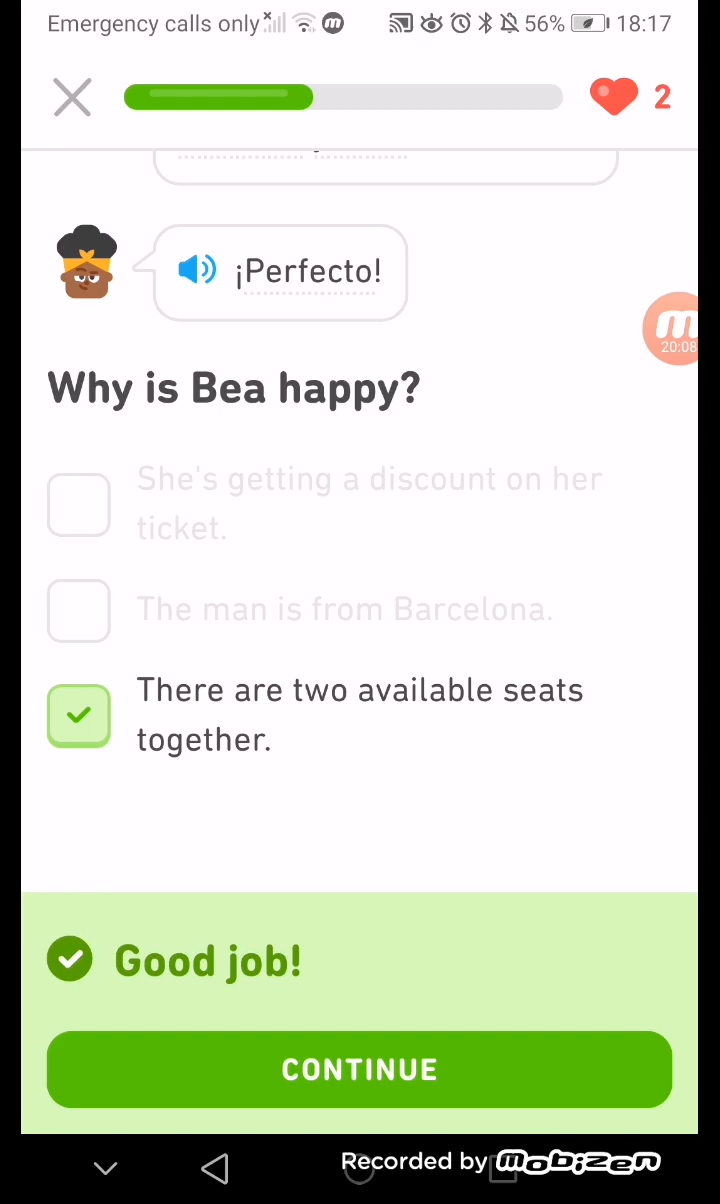 Emergency calls only
56% 18:17
2
¡Perfecto!
20:08
Why is Bea happy?
She's getting a discount on her
ticket.
The man is from Barcelona.
There are two available seats
together.
Good job!
CONTINUE
Recorded by Mobizen